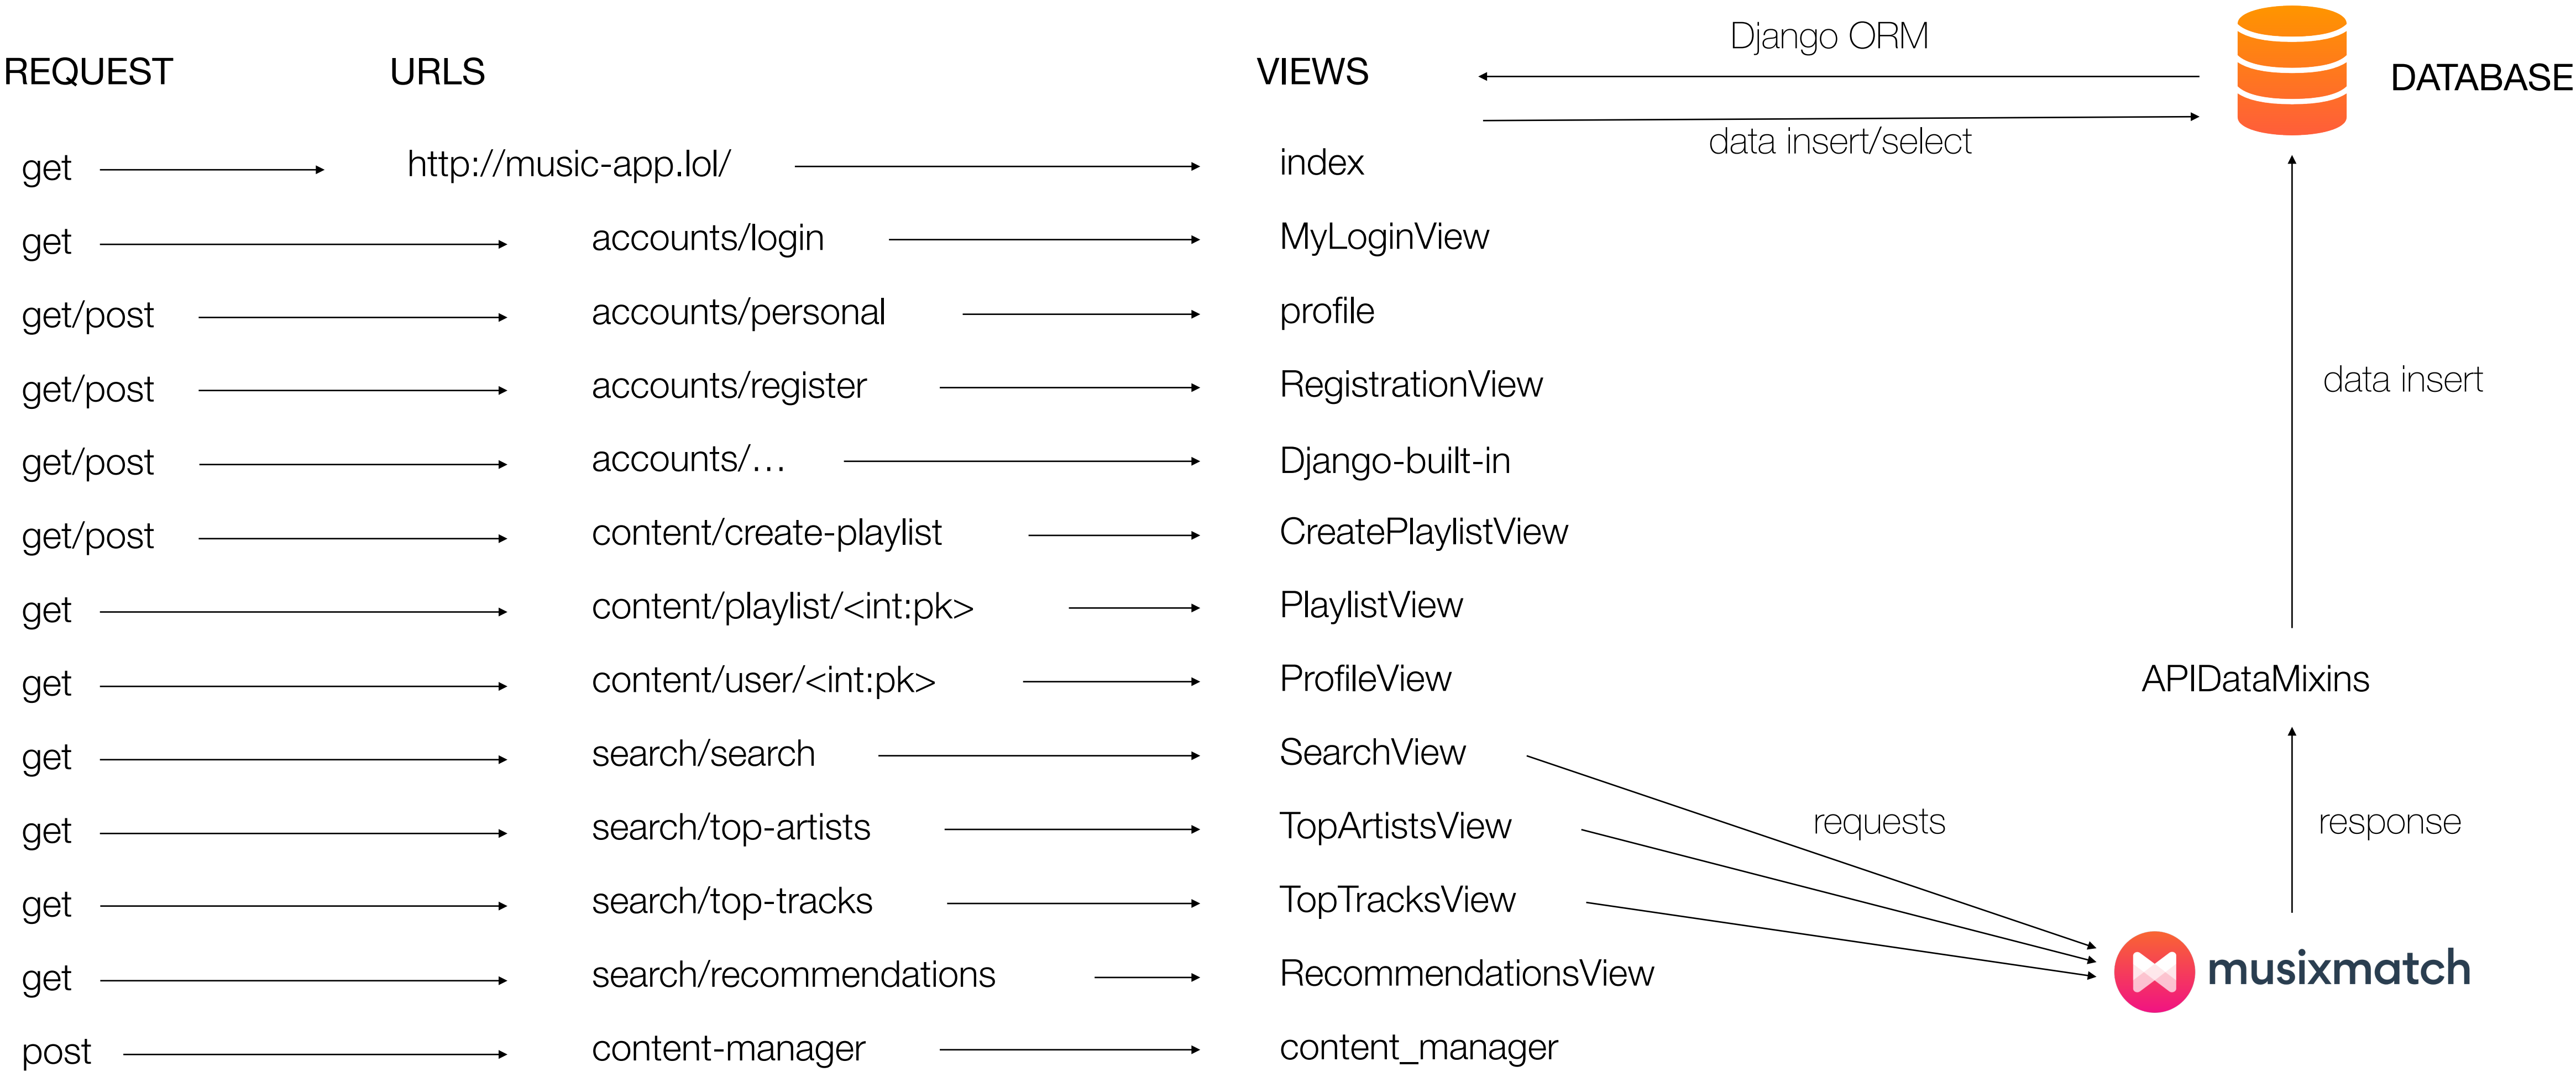 Django ORM
REQUEST URLS VIEWS DATABASE
data insert/select
get http://music-app.lol/ index
get accounts/login MyLoginView
get/post accounts/personal profile
get/post accounts/register RegistrationView
data insert
get/post accounts/... Django-built-in
get/post content/create-playlist CreatePlaylistView
get content/playlist/<int:pk> PlaylistView
get content/user/<int:pk> ProfileView APIDataMixins
get search/search SearchView
get search/top-artists TopArtistsView requests response
get search/top-tracks TopTracksView
get search/recommendations RecommendationsView musixmatch
post content-manager content_manager